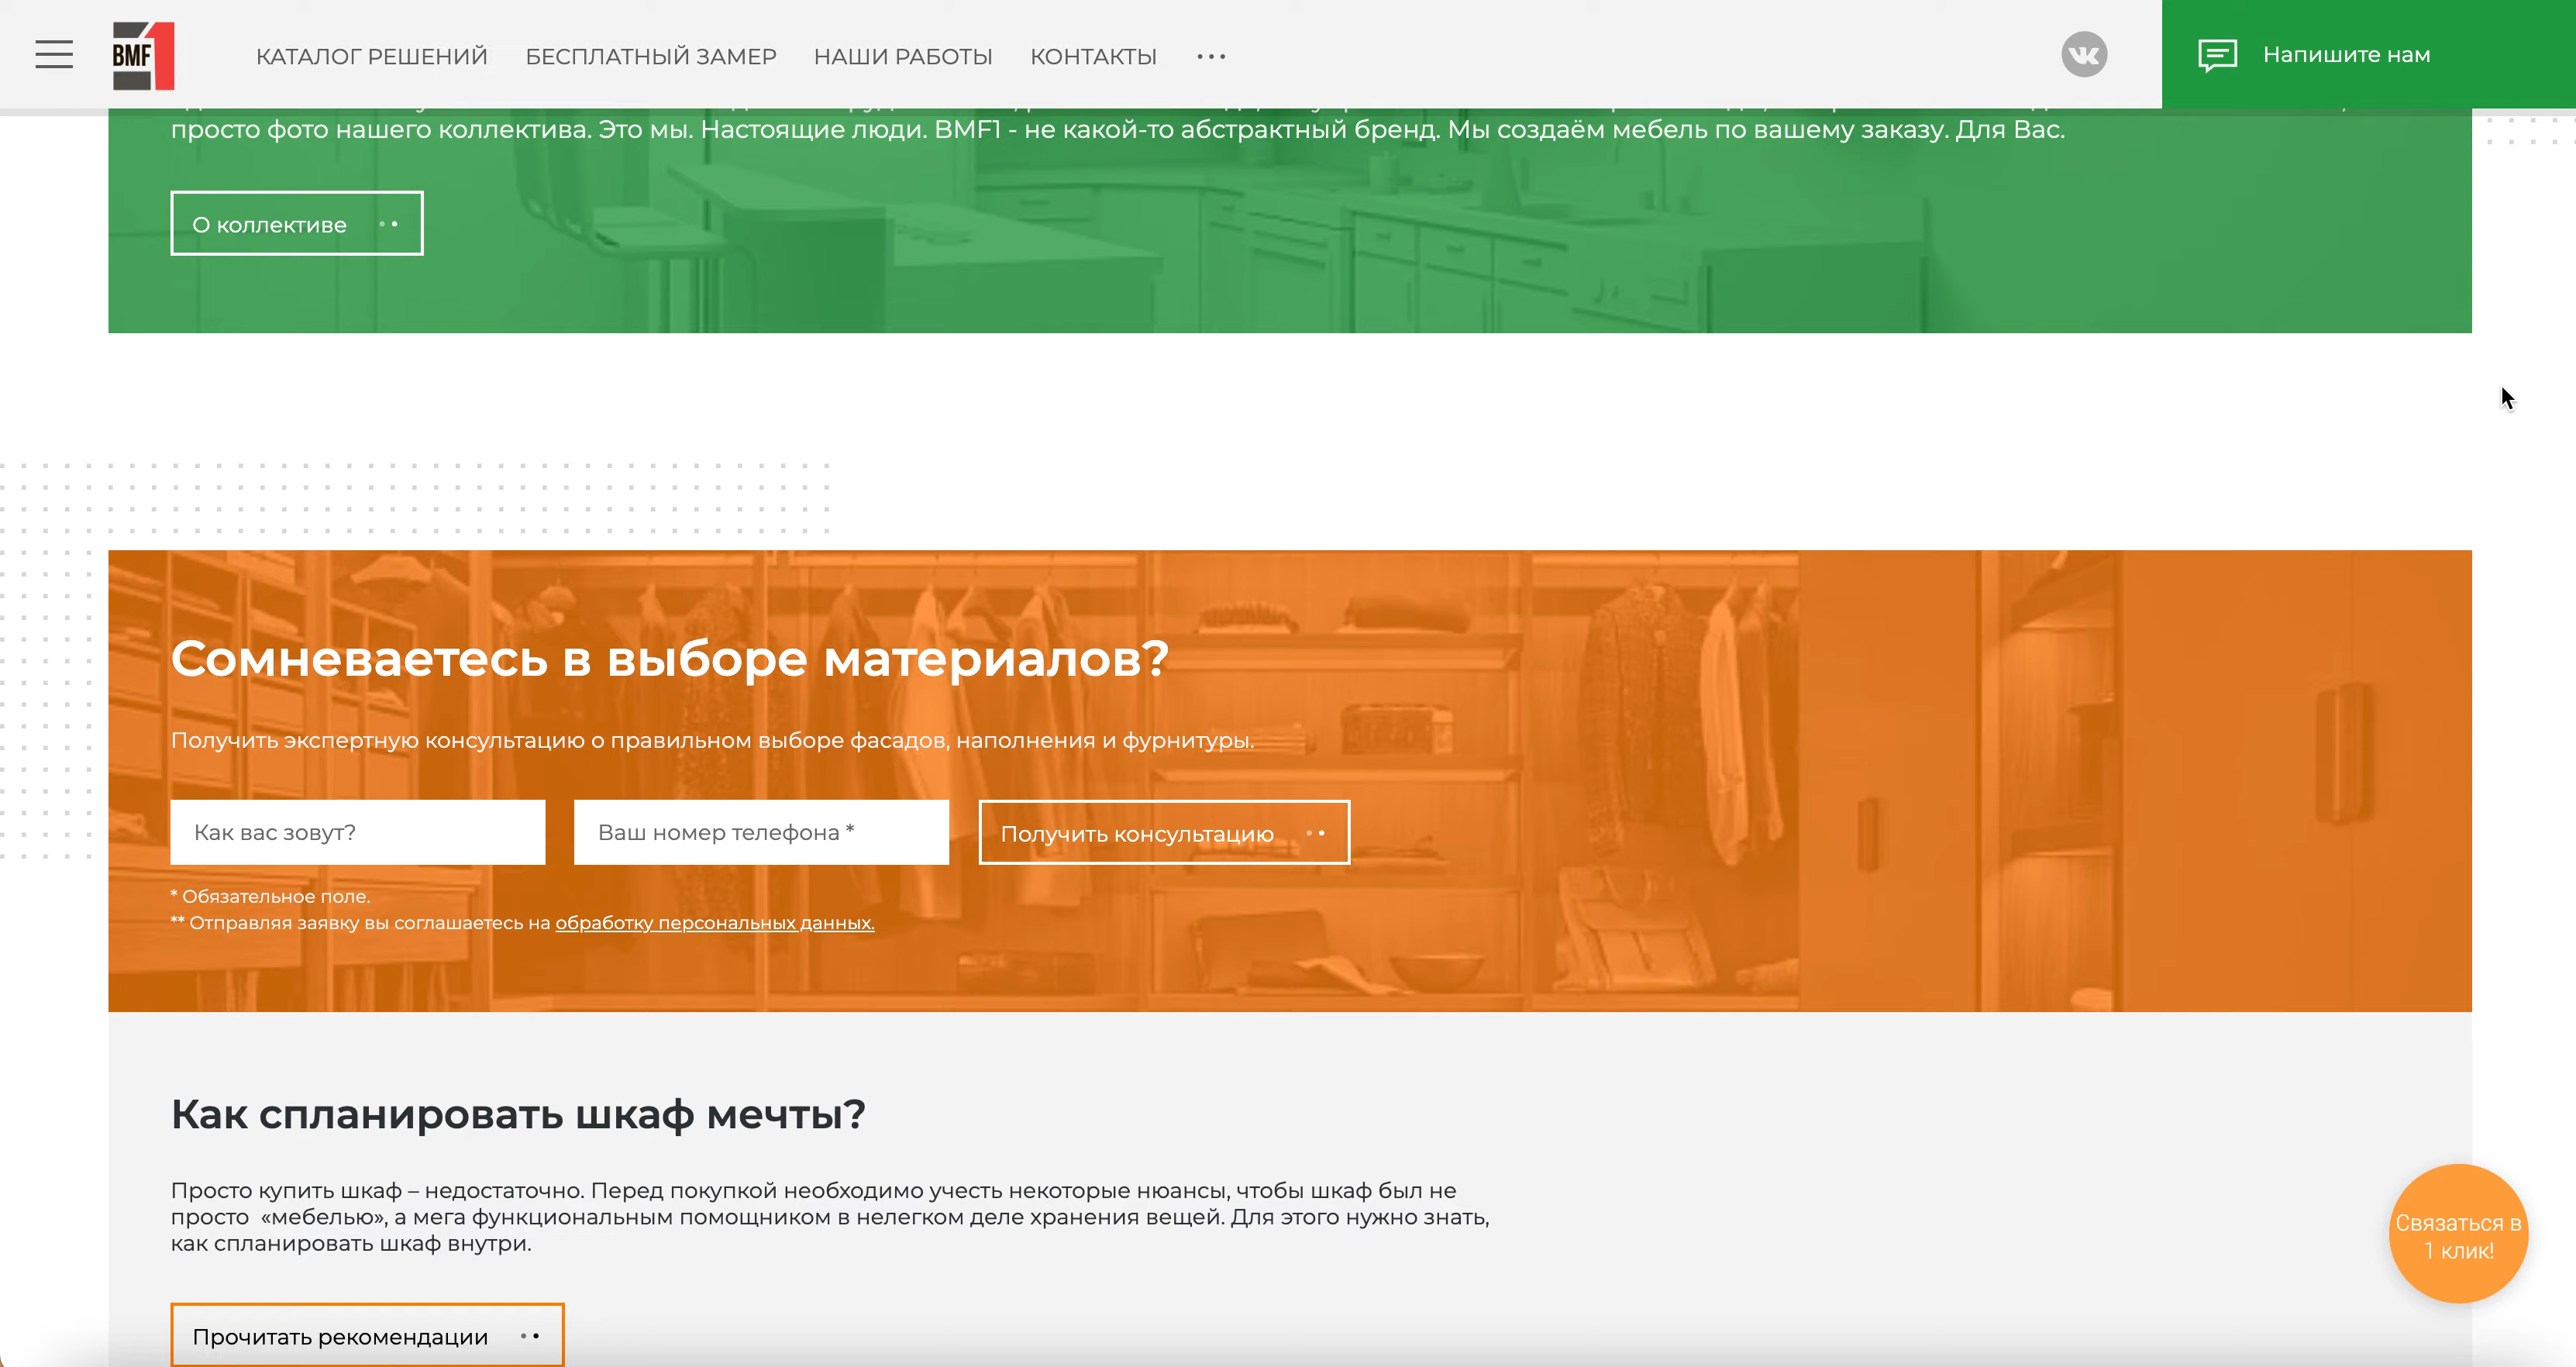 BMF1
КАТАЛОГ РЕШЕНИЙ БЕСПЛАТНЫЙ ЗАМЕР НАШИ РАБОТЫ КОНТАКТЫ ...
Напишите нам
просто фото нашего коллектива. Это мы. Настоящие люди. BMF1 - не какой-то абстрактный бренд. Мы создаём мебель по вашему заказу. Для Вас.
О коллективе
Сомневаетесь в выборе материалов?
Получить экспертную консультацию о правильном выборе фасадов, наполнения и фурнитуры.
Как вас зовут?
Ваш номер телефона *
Получить консультацию
* Обязательное поле.
** Отправляя заявку вы соглашаетесь на обработку персональных данных.
Как спланировать шкаф мечты?
Просто купить шкаф – недостаточно. Перед покупкой необходимо учесть некоторые нюансы, чтобы шкаф был не
просто «мебелью», а мега функциональным помощником в нелегком деле хранения вещей. Для этого нужно знать,
как спланировать шкаф внутри.
Связаться в
1 клик!
Прочитать рекомендации